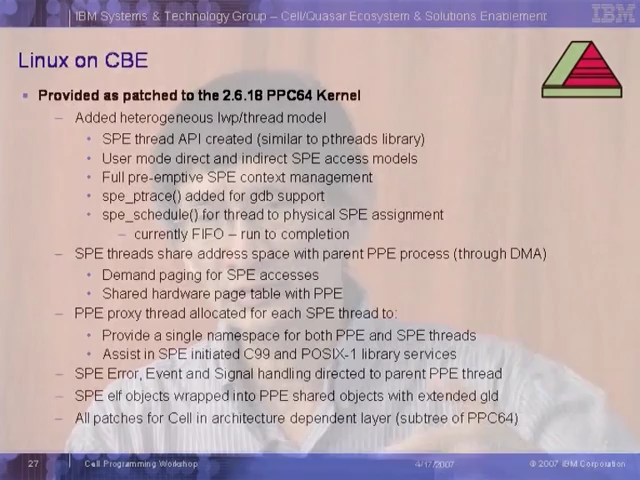 IBM Systems & Technology Group – Cell/Quasar Ecosystem & Solutions Enablement
IBM
Linux on CBE
Provided as patched to the 2.6.18 PPC64 Kernel
– Added heterogeneous lwp/thread model
• SPE thread API created (similar to pthreads library)
• User mode direct and indirect SPE access models
• Full pre-emptive SPE context management
• spe_ptrace() added for gdb support
• spe_schedule() for thread to physical SPE assignment
– currently FIFO – run to completion
– SPE threads share address space with parent PPE process (through DMA)
• Demand paging for SPE accesses
• Shared hardware page table with PPE
– PPE proxy thread allocated for each SPE thread to:
• Provide a single namespace for both PPE and SPE threads
• Assist in SPE initiated C99 and POSIX-1 library services
– SPE Error, Event and Signal handling directed to parent PPE thread
– SPE elf objects wrapped into PPE shared objects with extended gld
– All patches for Cell in architecture dependent layer (subtree of PPC64)
27 Cell Programming Workshop 4/17/2007 © 2007 IBM Corporation